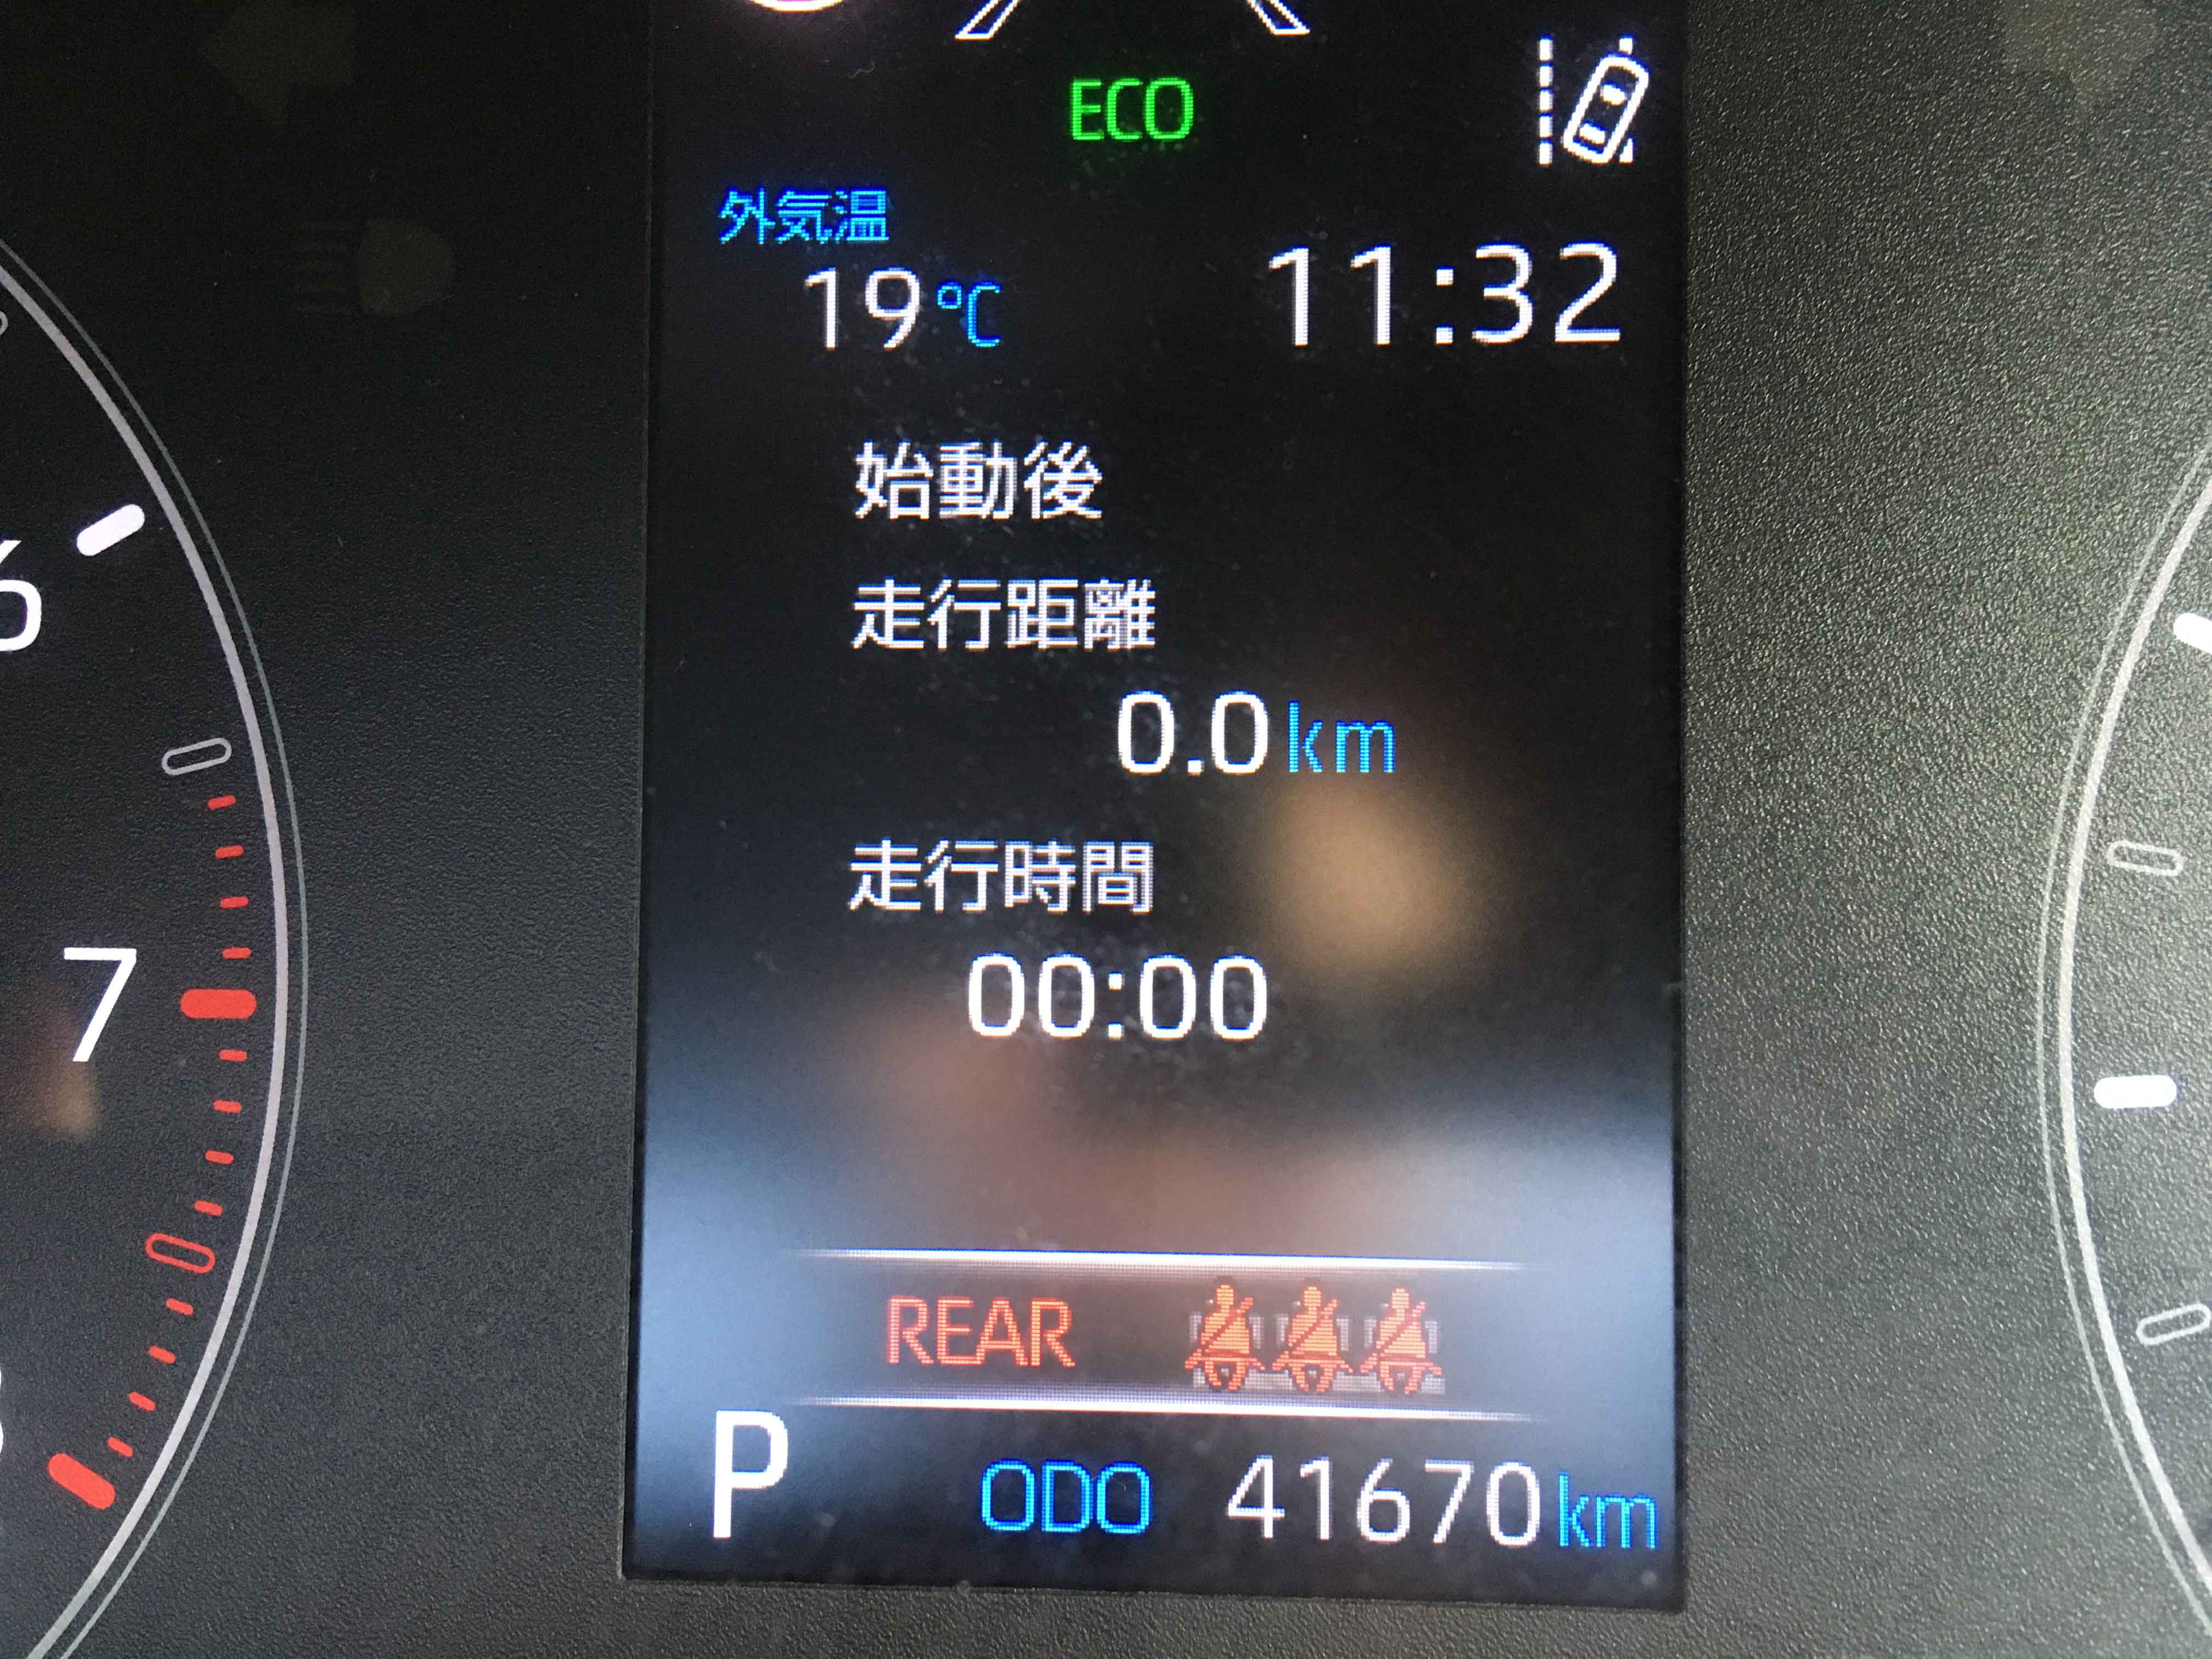 ECO
外気温
19℃ 11:32
始動後
走行距離
0.0km
走行時間
00:00
REAR
P ODO 41670km
6
7